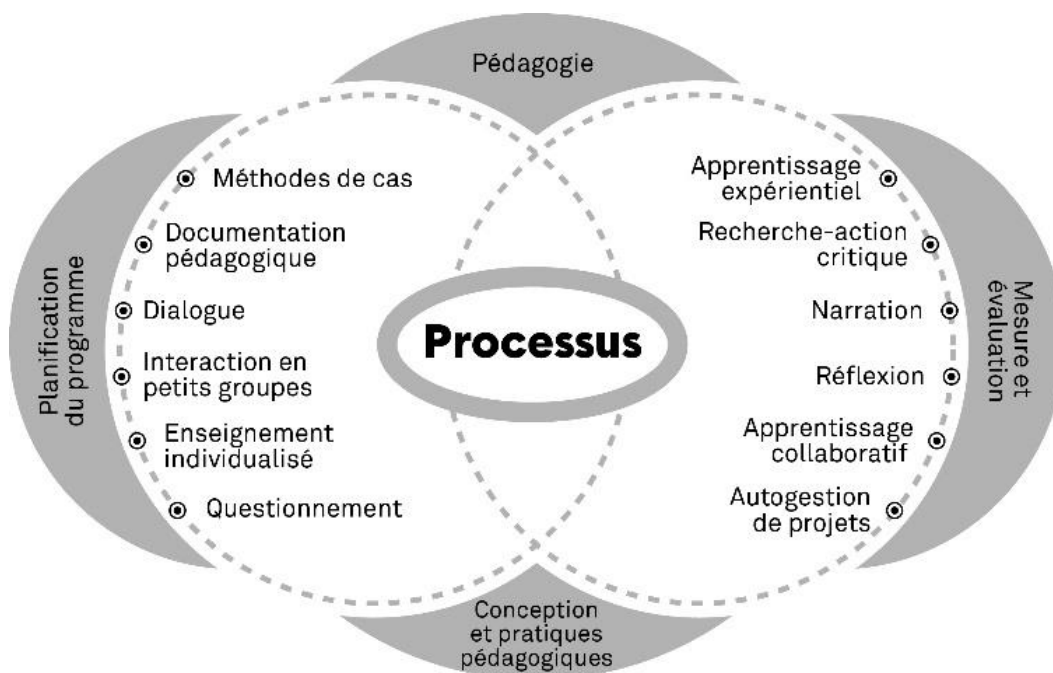 Pédagogie
Planification
du programme
Méthodes de cas
Documentation
pédagogique
Dialogue
Interaction en
petits groupes
Enseignement
individualisé
Questionnement
Processus
Apprentissage
expérientiel
Recherche-action
critique
Narration
Réflexion
Apprentissage
collaboratif
Autogestion
de projets
Mesure et
évaluation
Conception
et pratiques
pédagogiques